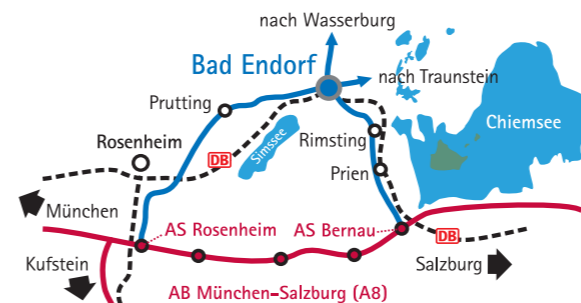 nach Wasserburg
Bad Endorf
nach Traunstein
Prutting
Chiemsee
Rimsting
Rosenheim
Simssee
DB
Prien
München
AS Rosenheim
AS Bernau
DB
Kufstein
Salzburg
AB München–Salzburg (A8)